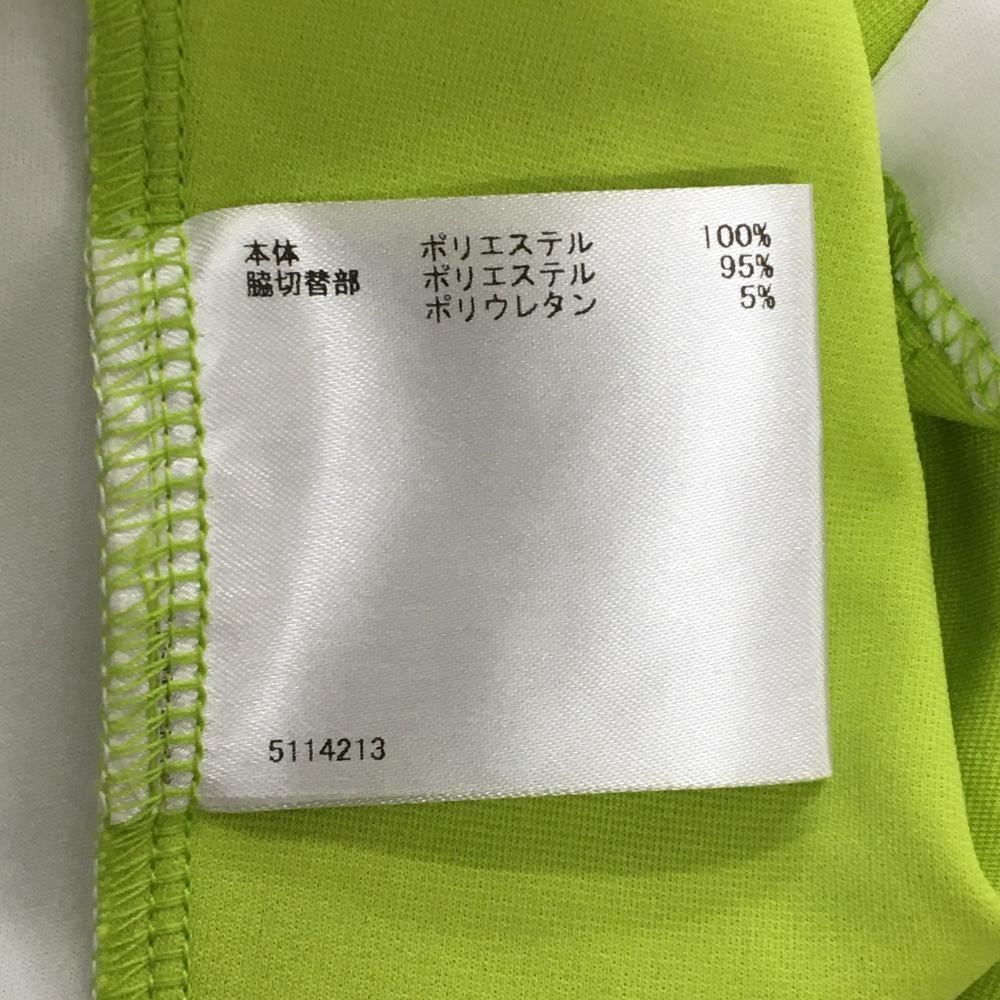 本体 ポリエステル 100%
脇切替部 ポリエステル 95%
ポリウレタン 5%
5114213